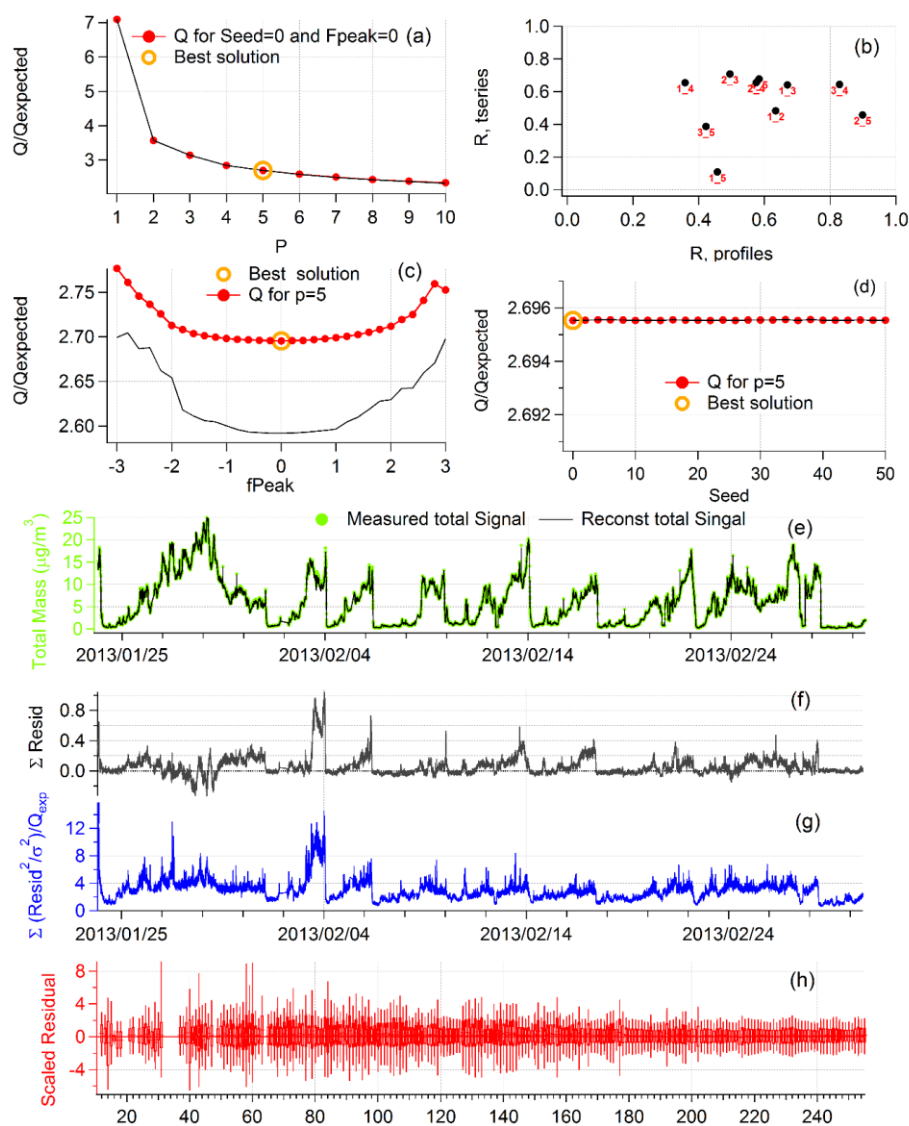 Q/Qexpected
7
6
5
4
3
Q for Seed=0 and Fpeak=0 (a)
Best solution
1 2 3 4 5 6 7 8 9 10
P
R, tseries
1.0
0.8
0.6
0.4
0.2
0.0
(b)
1_4
2_3
2_4
1_3
3_4
1_2
2_5
3_5
1_5
0.0 0.2 0.4 0.6 0.8 1.0
R, profiles
Q/Qexpected
2.75
2.70
2.65
2.60
(c)
Best solution
Q for p=5
-3 -2 -1 0 1 2 3
fPeak
Q/Qexpected
2.696
2.694
2.692
(d)
Q for p=5
Best solution
0 10 20 30 40 50
Seed
Total Mass (μg/m³)
25
20
15
10
5
0
Measured total Signal
Reconst total Singal
(e)
2013/01/25 2013/02/04 2013/02/14 2013/02/24
Σ Resid
0.8
0.4
0.0
(f)
Σ (Resid²/σ²)/Qexp
12
8
4
0
(g)
2013/01/25 2013/02/04 2013/02/14 2013/02/24
Scaled Residual
8
4
0
-4
(h)
20 40 60 80 100 120 140 160 180 200 220 240